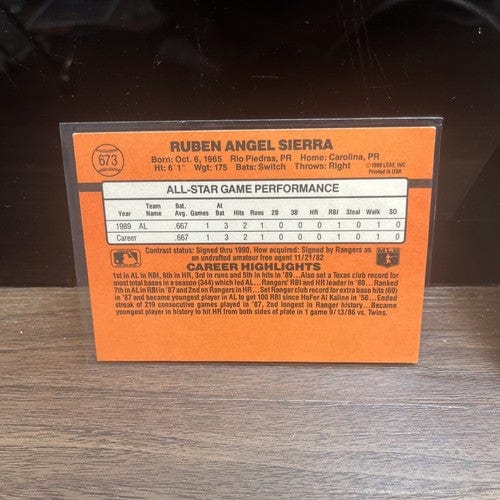 673
RUBEN ANGEL SIERRA
Born: Oct. 6, 1965 Rio Piedras, PR Home: Carolina, PR
Ht: 6' 1" Wgt: 175 Bats: Switch Throws: Right
© 1989 LEAF, INC
Printed in USA
ALL-STAR GAME PERFORMANCE
Year Team Name Bat. Avg. Games At Bat Hits Runs 2B 3B HR RBI Steal Walk SO
1989 AL .667 1 3 2 1 0 0 0 1 0 1 0
Career .667 1 3 2 1 0 0 0 1 0 1 0
Contract status: Signed thru 1990. How acquired: Signed by Rangers as
an undrafted amateur free agent 11/21/82
CAREER HIGHLIGHTS
1st in AL in RBI, 6th in HR, 3rd in runs and 5th in hits in '89...Also set a Texas club record for
most total bases in a season (344) which led AL...Rangers' RBI and HR leader in '88...Ranked
7th in AL in RBI in '87 and 2nd on Rangers in HR...Set Ranger club record for extra base hits (69)
in '87 and became youngest player in AL to get 100 RBI since HoFer Al Kaline in '56...Ended
streak of 219 consecutive games played in '87, 2nd longest in Ranger history...Became
youngest player in history to hit HR from both sides of plate in 1 game 9/13/86 vs. Twins.